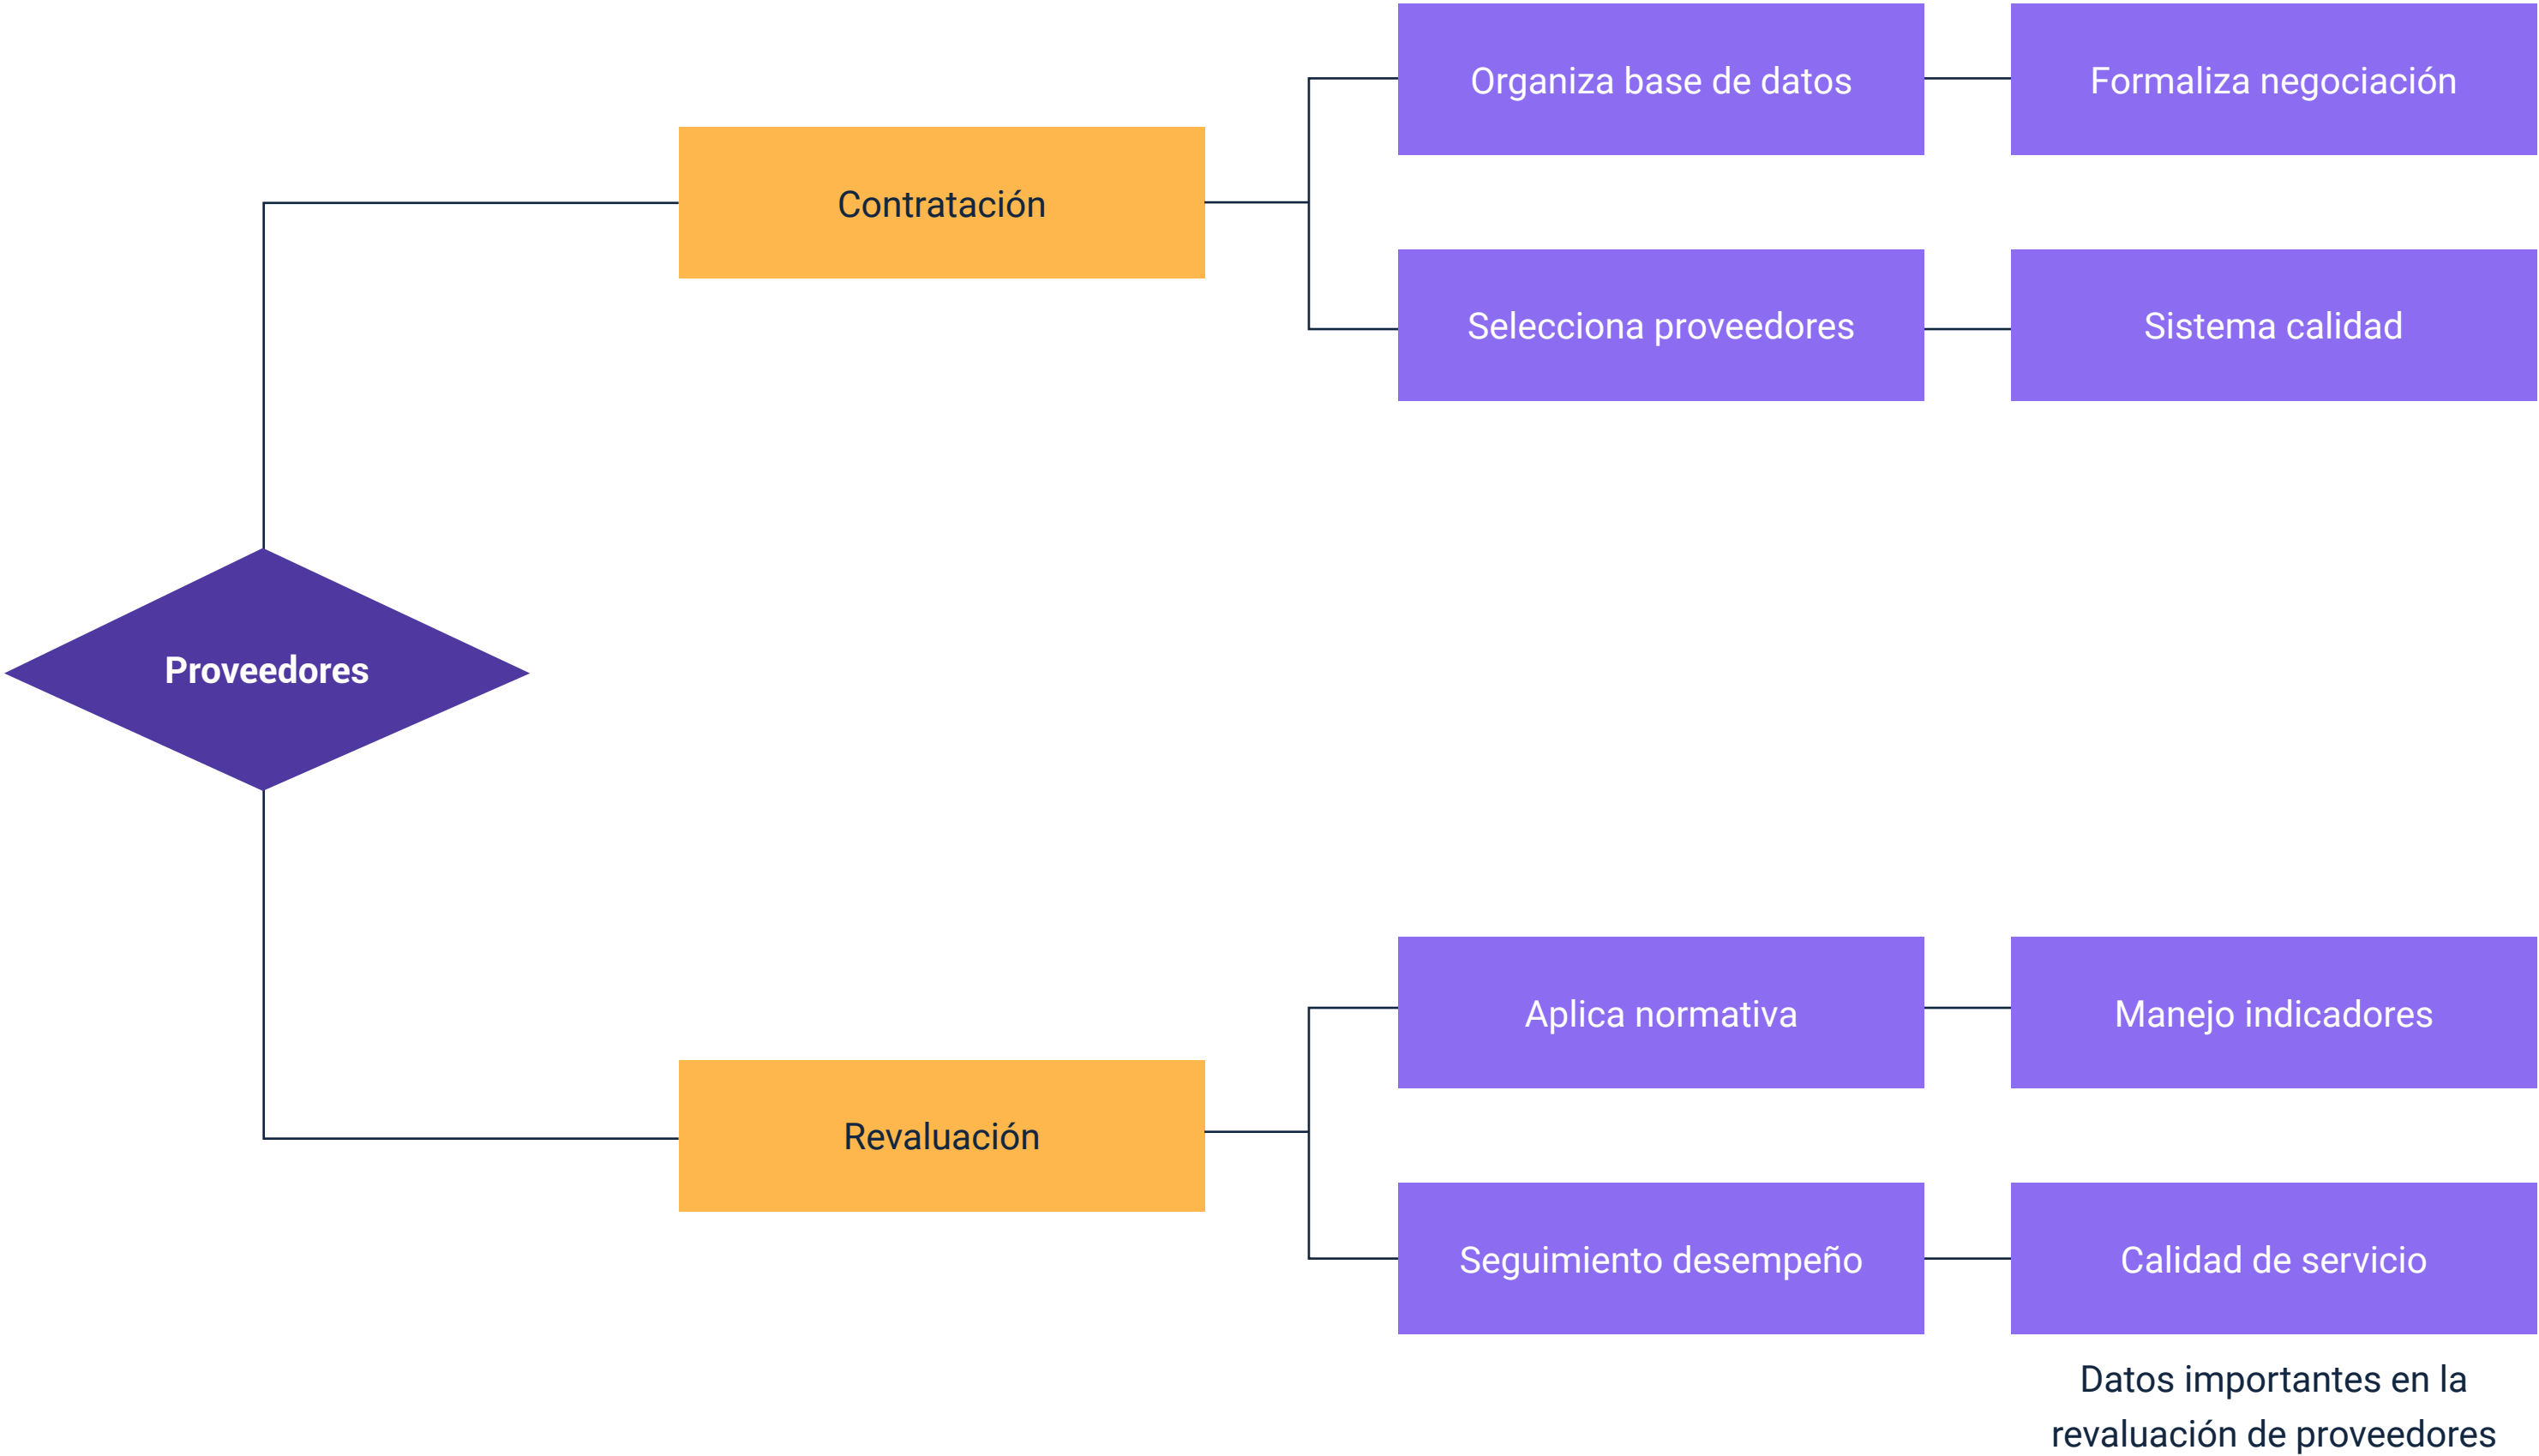 Organiza base de datos
Formaliza negociación
Contratación
Selecciona proveedores
Sistema calidad
Proveedores
Aplica normativa
Manejo indicadores
Revaluación
Seguimiento desempeño
Calidad de servicio
Datos importantes en la
revaluación de proveedores